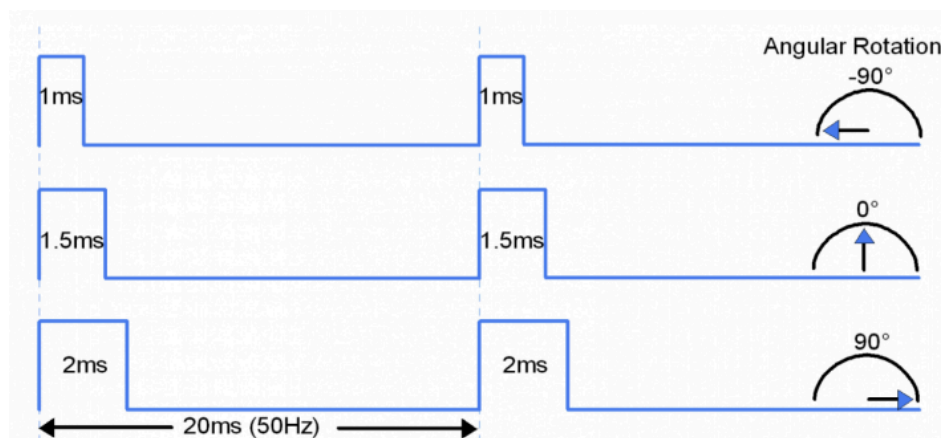 Angular Rotation
-90°
1ms
1ms
0°
1.5ms
1.5ms
90°
2ms
2ms
20ms (50Hz)